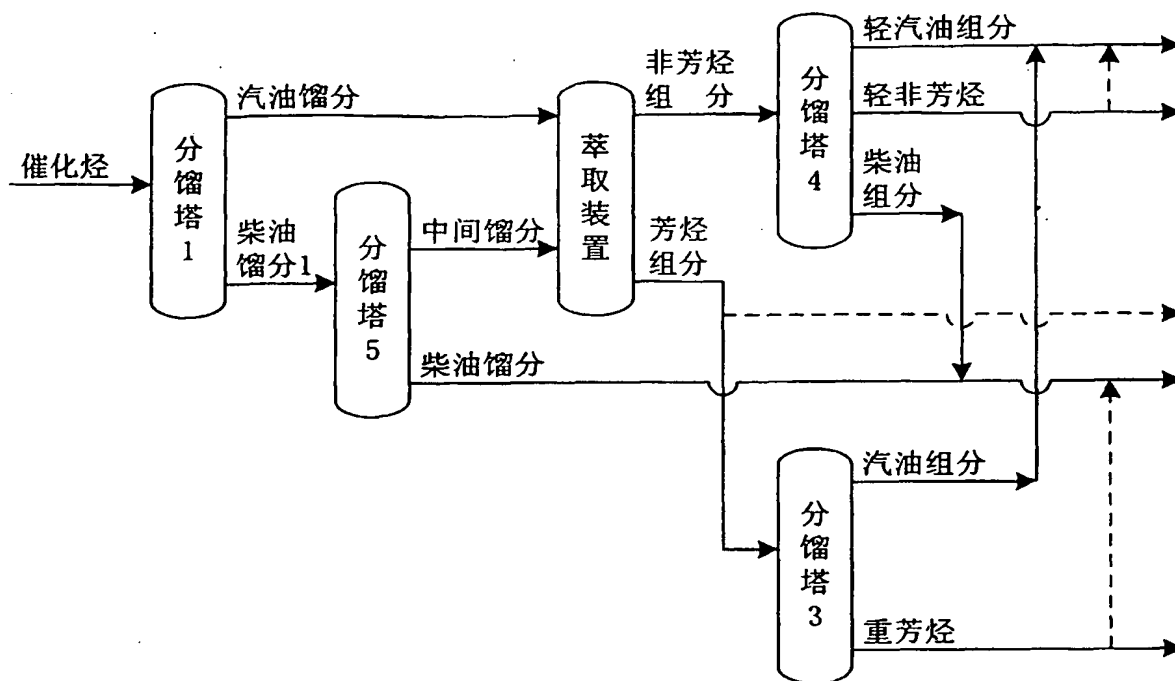 催化烃
分
馏
塔
1
汽油馏分
柴油
馏分1
分
馏
塔
5
中间馏分
柴油馏分
萃
取
装
置
非芳烃
组 分
芳烃
组分
分
馏
塔
4
轻汽油组分
轻非芳烃
柴油
组分
分
馏
塔
3
汽油组分
重芳烃